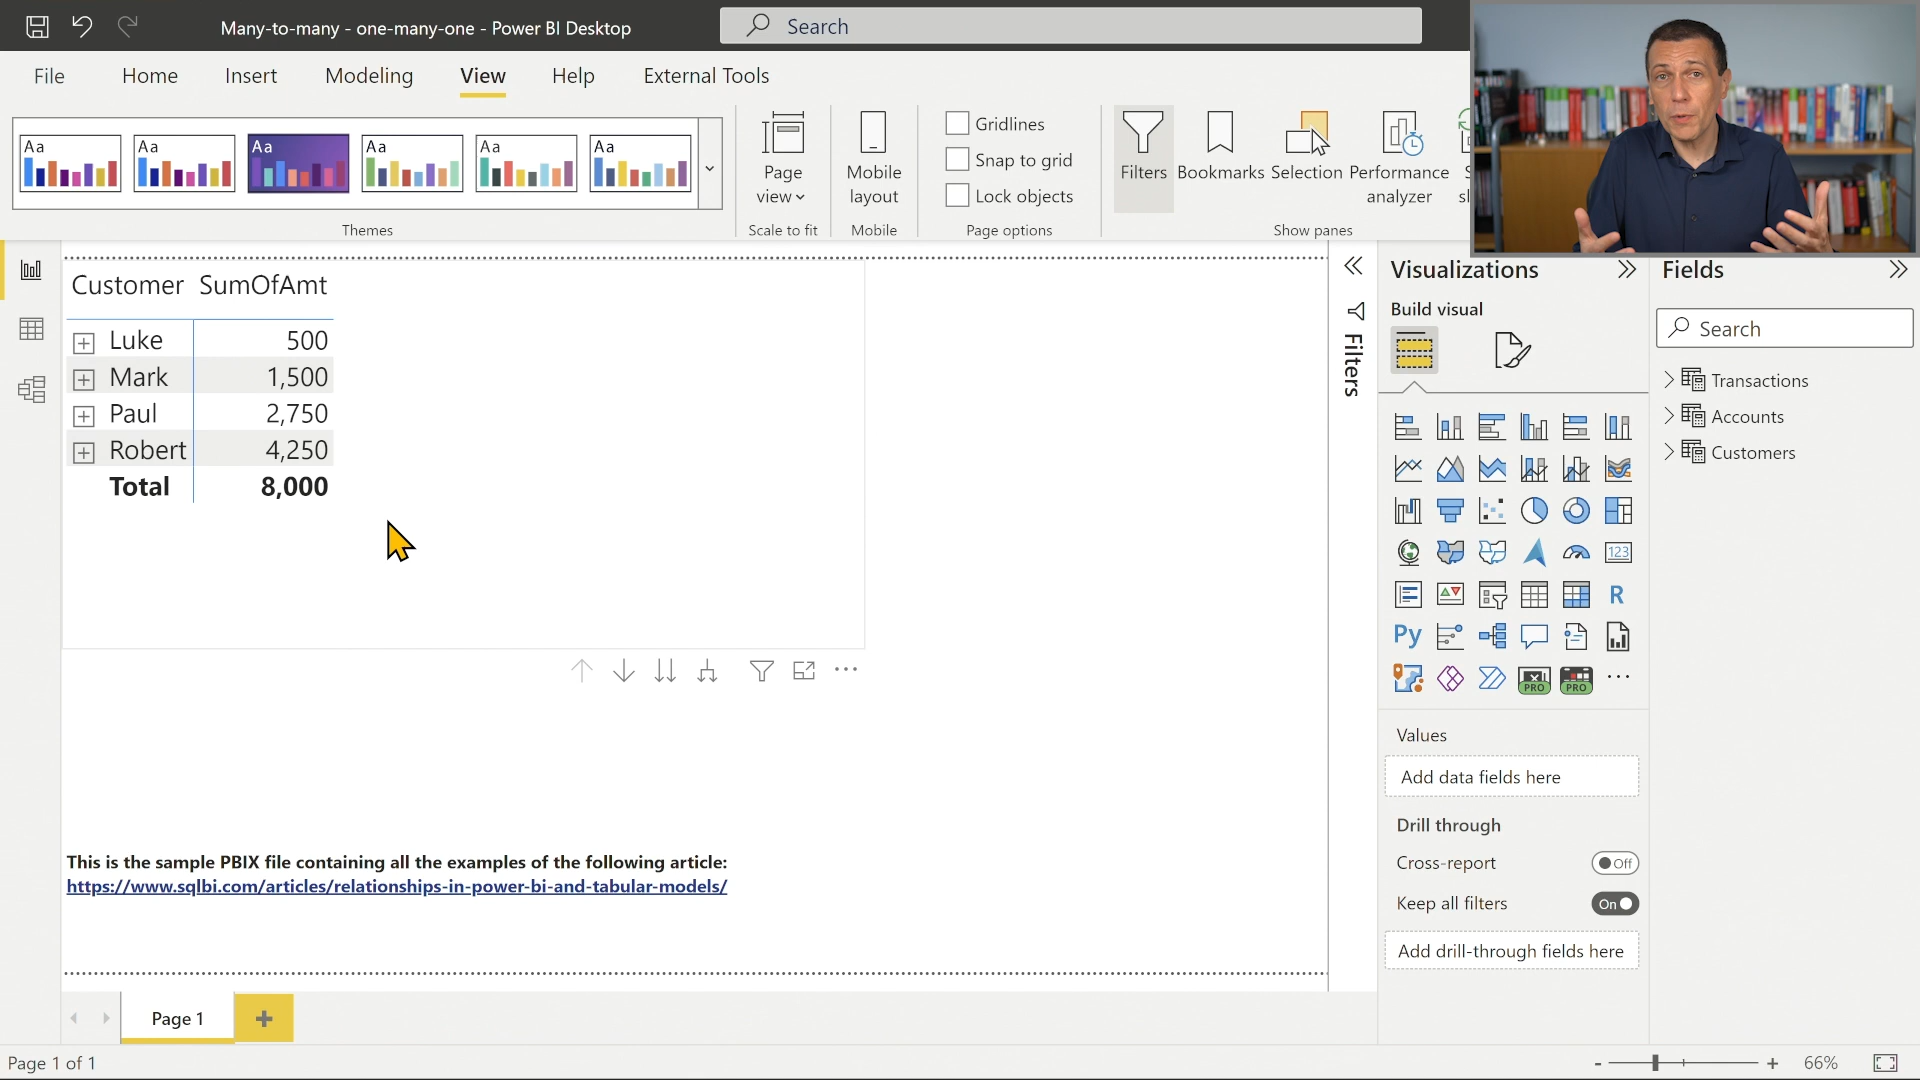 Many-to-many - one-many-one - Power BI Desktop
Search
File
Home
Insert
Modeling
View
Help
External Tools
Aa
Aa
Aa
Aa
Aa
Aa
Themes
Page
view
Scale to fit
Mobile
layout
Mobile
Gridlines
Snap to grid
Lock objects
Page options
Filters
Bookmarks
Selection
Performance
analyzer
Show panes
Customer SumOfAmt
Luke 500
Mark 1,500
Paul 2,750
Robert 4,250
Total 8,000
This is the sample PBIX file containing all the examples of the following article:
https://www.sqlbi.com/articles/relationships-in-power-bi-and-tabular-models/
Filters
Visualizations
Build visual
123
R
Py
PRO
PRO
Values
Add data fields here
Drill through
Cross-report
Off
Keep all filters
On
Add drill-through fields here
Fields
Search
Transactions
Accounts
Customers
Page 1
Page 1 of 1
- + 66%